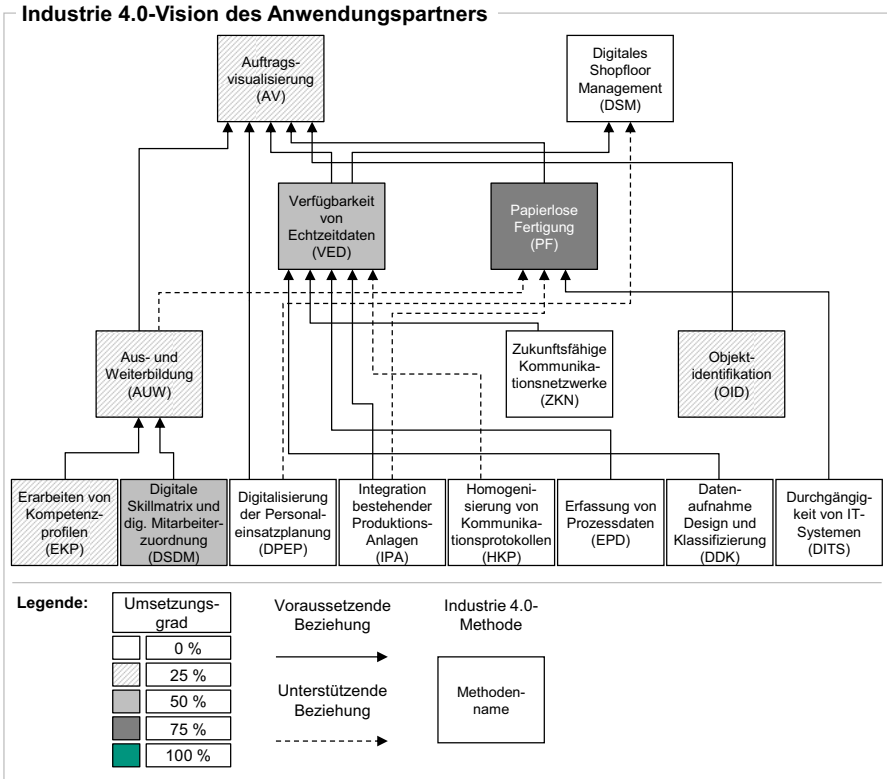 Industrie 4.0-Vision des Anwendungspartners
Auftrags-
visualisierung
(AV)
Digitales
Shopfloor
Management
(DSM)
Verfügbarkeit
von
Echtzeitdaten
(VED)
Papierlose
Fertigung
(PF)
Aus- und
Weiterbildung
(AUW)
Zukunftsfähige
Kommunika-
tionsnetzwerke
(ZKN)
Objekt-
identifikation
(OID)
Erarbeiten von
Kompetenz-
profilen
(EKP)
Digitale
Skillmatrix und
dig. Mitarbeiter-
zuordnung
(DSDM)
Digitalisierung
der Personal-
einsatzplanung
(DPEP)
Integration
bestehender
Produktions-
Anlagen
(IPA)
Homogeni-
sierung von
Kommunika-
tionsprotokollen
(HKP)
Erfassung von
Prozessdaten
(EPD)
Daten-
aufnahme
Design und
Klassifizierung
(DDK)
Durchgängig-
keit von IT-
Systemen
(DITS)
Legende:
Umsetzungs-
grad
0 %
25 %
50 %
75 %
100 %
Voraussetzende
Beziehung
Unterstützende
Beziehung
Industrie 4.0-
Methode
Methoden-
name